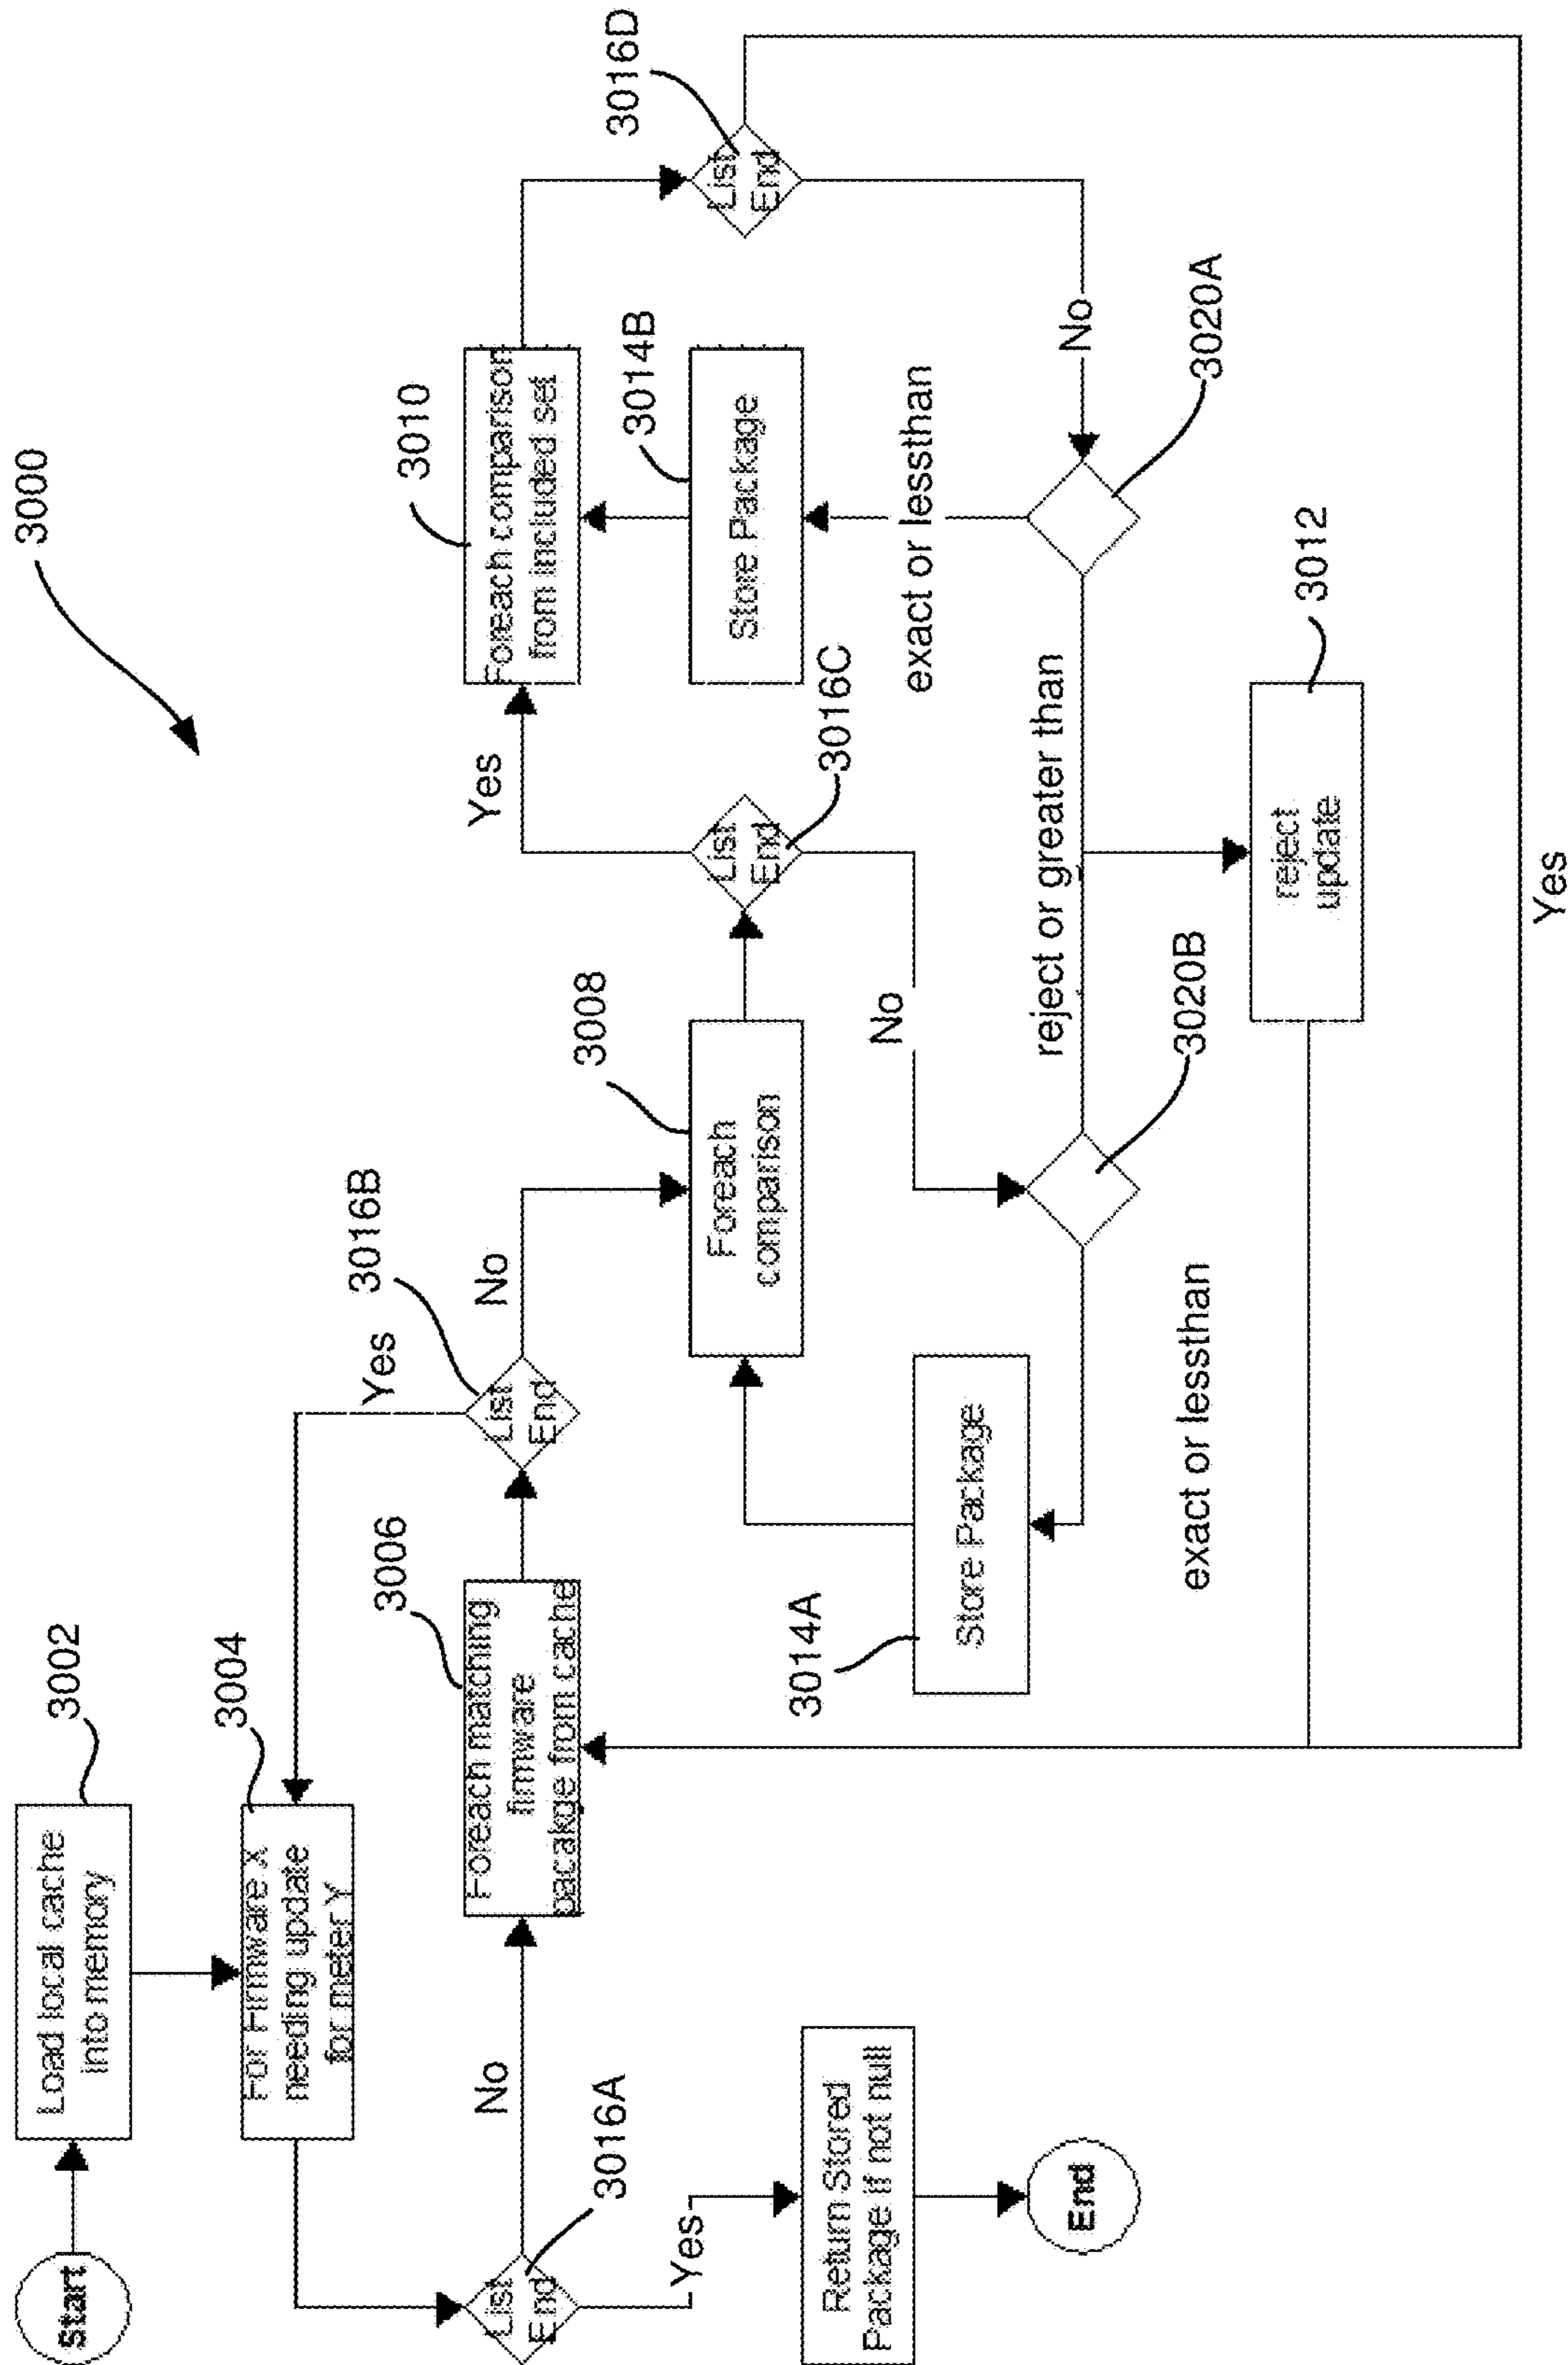 3000
Start
Load local cache
into memory
3002
For Firmware X
needing update
for meter Y
3004
List
End
3016A
No
Yes
Return Stored
Package if not null
End
Foreach matching
firmware
pacakge from cache
3006
List
End
3016B
Yes
No
Foreach
comparison
3008
List
End
3016C
Yes
No
Foreach comparison
from included set
3010
List
End
3016D
No
Yes
Store Package
3014B
exact or lessthan
3020A
reject or greater than
3020B
exact or lessthan
Store Package
3014A
reject
update
3012